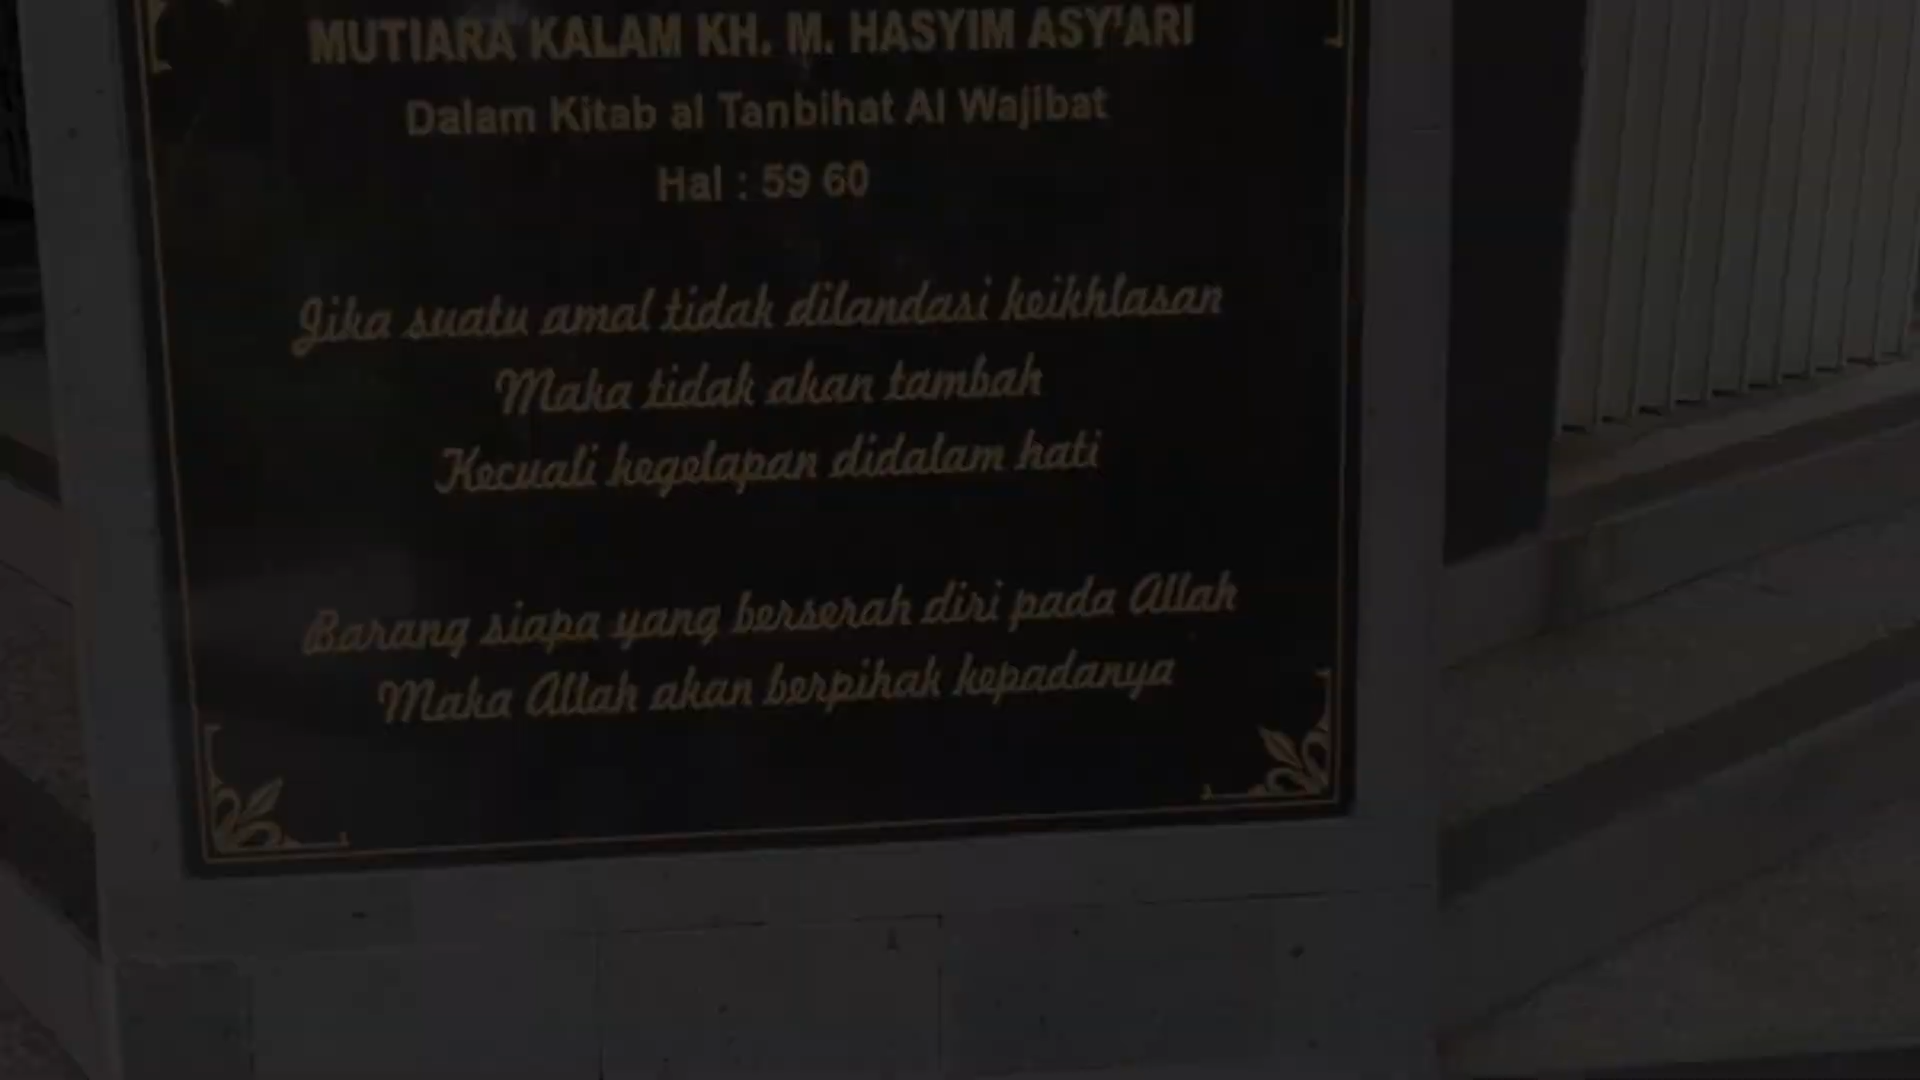 MUTIARA KALAM KH. M. HASYIM ASY'ARI
Dalam Kitab al Tanbihat Al Wajibat
Hal : 59 60
Jika suatu amal tidak dilandasi keikhlasan
Maka tidak akan tambah
Kecuali kegelapan didalam hati
Barang siapa yang berserah diri pada Allah
Maka Allah akan berpihak kepadanya